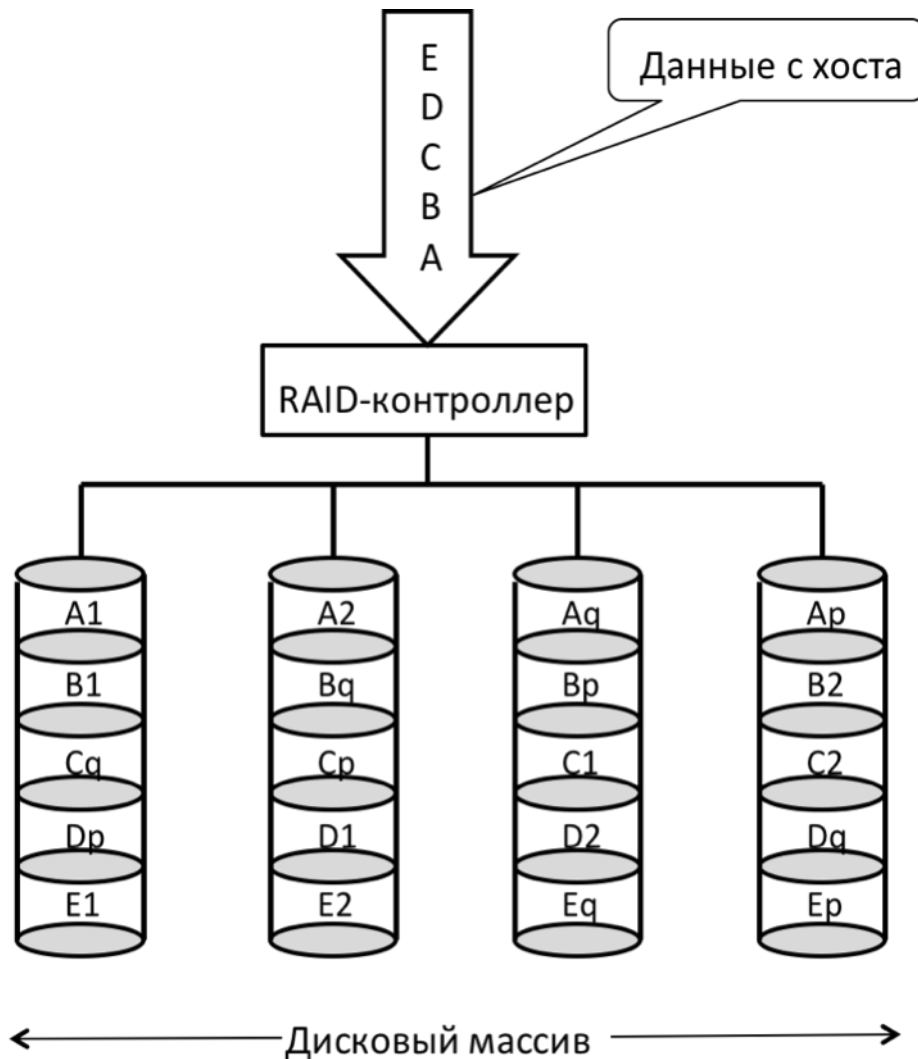 E
D
C
B
A
Данные с хоста
RAID-контроллер
A1 A2 Aq Ap
B1 Bq Bp B2
Cq Cp C1 C2
Dp D1 D2 Dq
E1 E2 Eq Ep
Дисковый массив